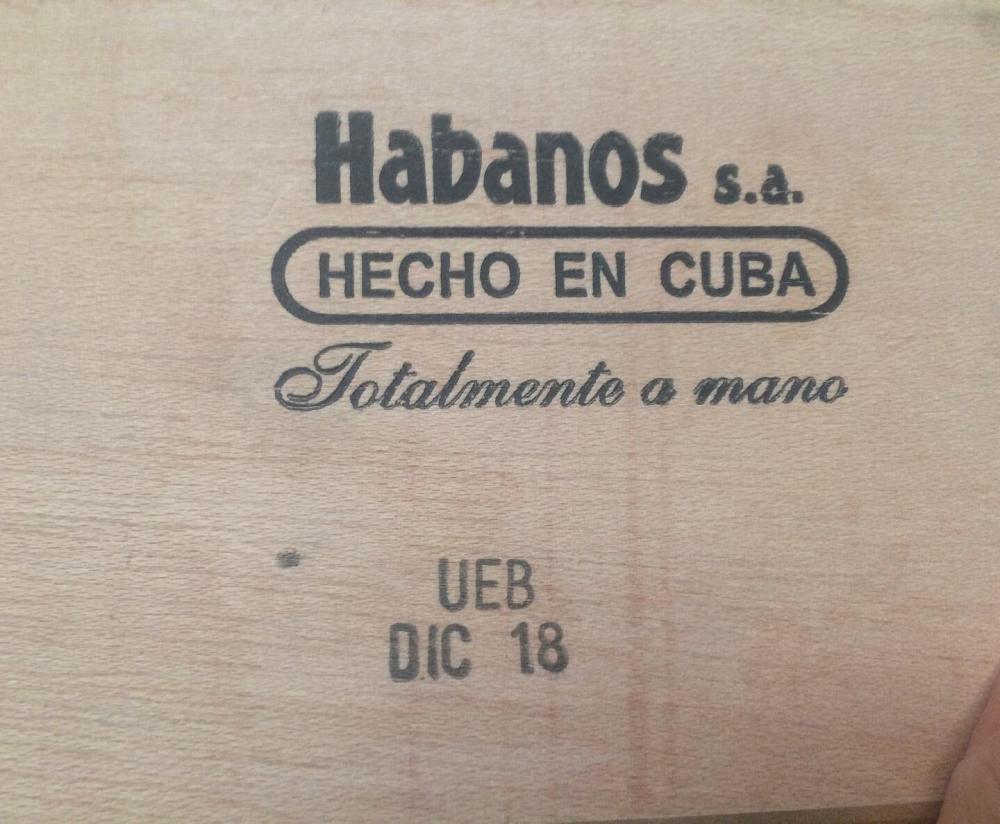 Habanos s.a.
HECHO EN CUBA
Totalmente a mano
UEB
DIC 18